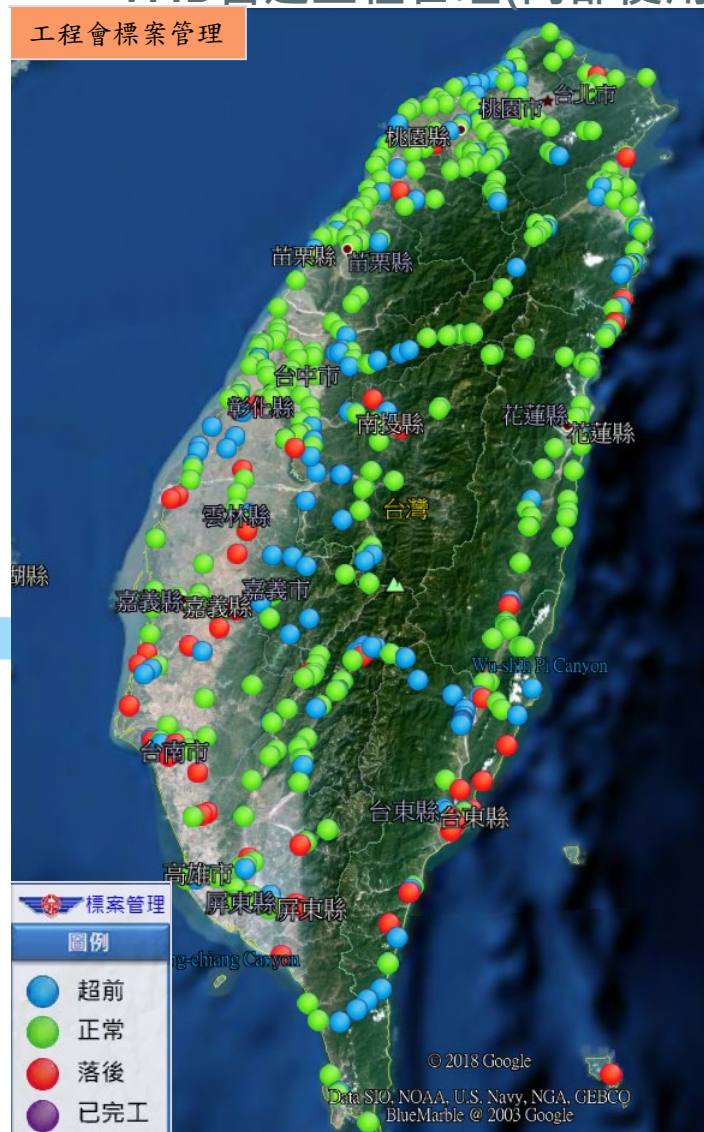 工程會標案管理
台北市
桃園市
桃園縣
苗栗縣
苗栗縣
台中市
彰化縣
南投縣
花蓮縣
花蓮縣
台灣
雲林縣
湖縣
嘉義市
嘉義縣
嘉義縣
Wu-shih Pi Canyon
台南市
台東縣
台東縣
高雄市
屏東縣
屏東縣
標案管理
圖例
ng-chiang Canyon
超前
正常
落後
已完工
© 2018 Google
Data SIO, NOAA, U.S. Navy, NGA, GEBCO
BlueMarble @ 2003 Google